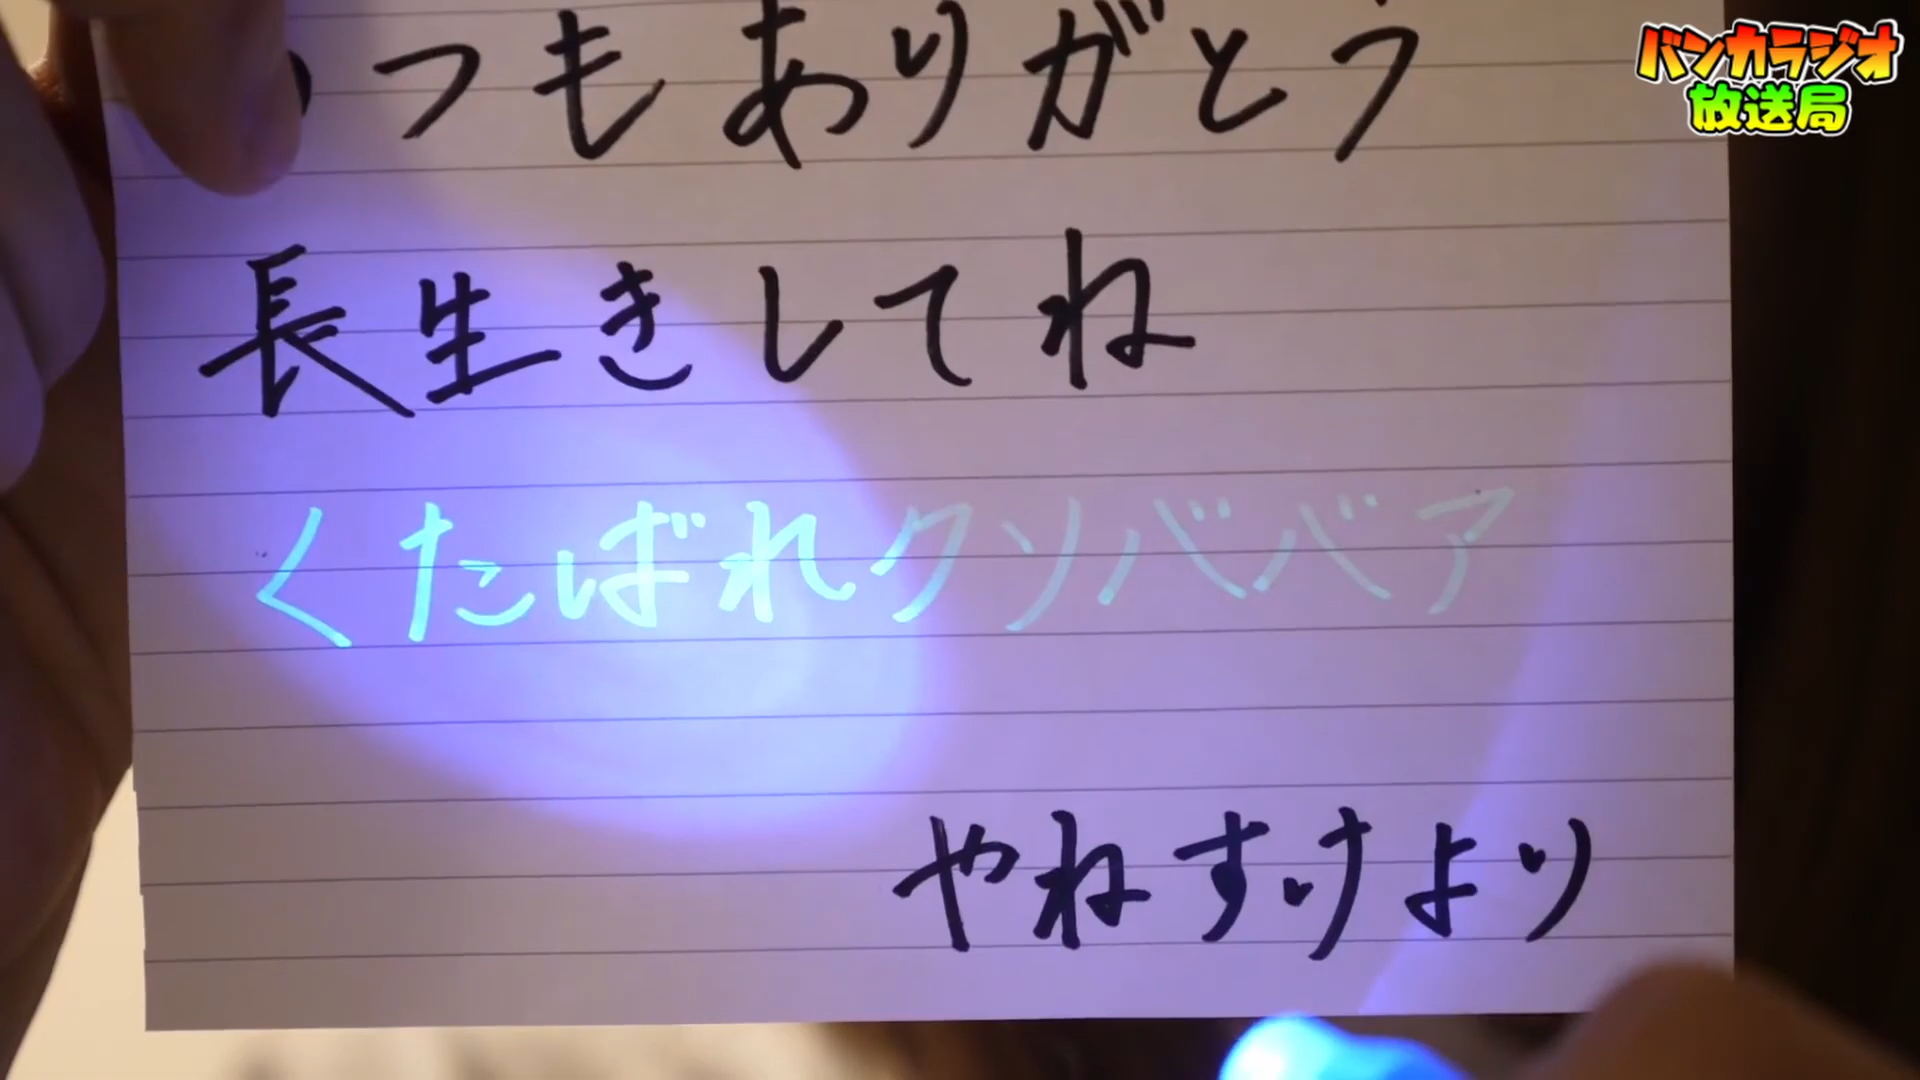 いつもありがとう
長生きしてね
くたばれクソババア
やねすけより
バンカラジオ
放送局